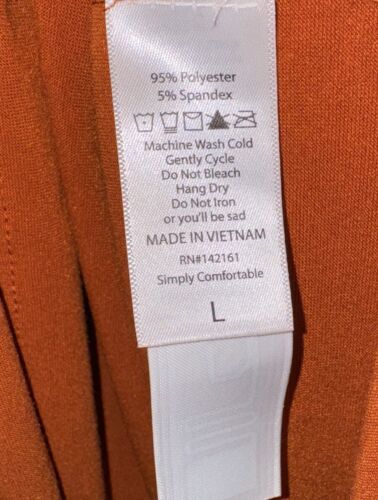 95% Polyester
5% Spandex
Machine Wash Cold
Gently Cycle
Do Not Bleach
Hang Dry
Do Not Iron
or you'll be sad
MADE IN VIETNAM
RN#142161
Simply Comfortable
L